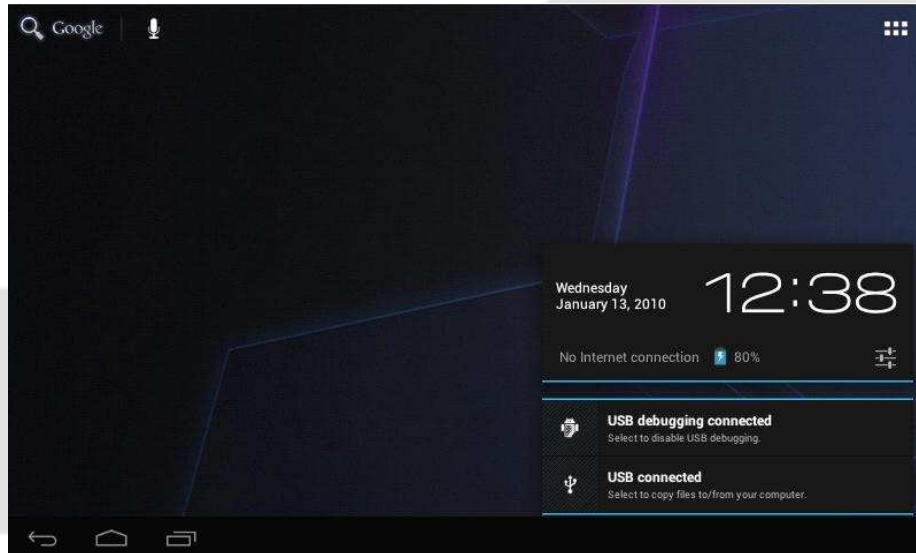 Google
Wednesday
January 13, 2010
12:38
No Internet connection 80%
USB debugging connected
Select to disable USB debugging.
USB connected
Select to copy files to/from your computer.